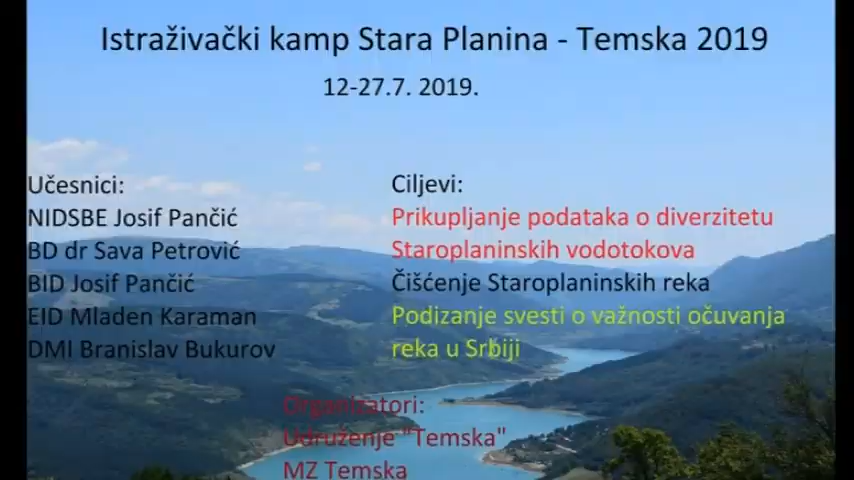 Istraživački kamp Stara Planina - Temska 2019
12-27.7. 2019.
Učesnici:
NIDSBE Josif Pančić
BD dr Sava Petrović
BID Josif Pančić
EID Mladen Karaman
DMI Branislav Bukurov
Ciljevi:
Prikupljanje podataka o diverzitetu
Staroplaninskih vodotokova
Čišćenje Staroplaninskih reka
Podizanje svesti o važnosti očuvanja
reka u Srbiji
Organizatori:
Udruženje "Temska"
MZ Temska